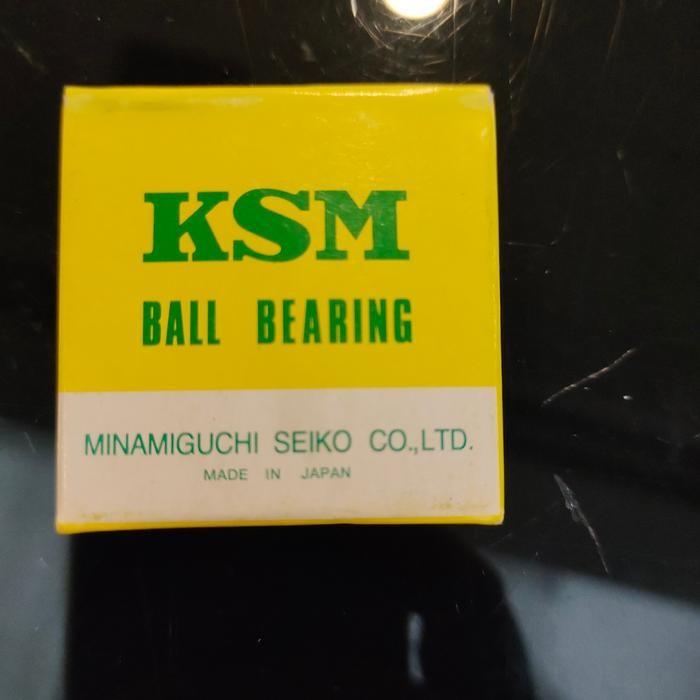 KSM
BALL BEARING
MINAMIGUCHI SEIKO CO.,LTD.
MADE IN JAPAN